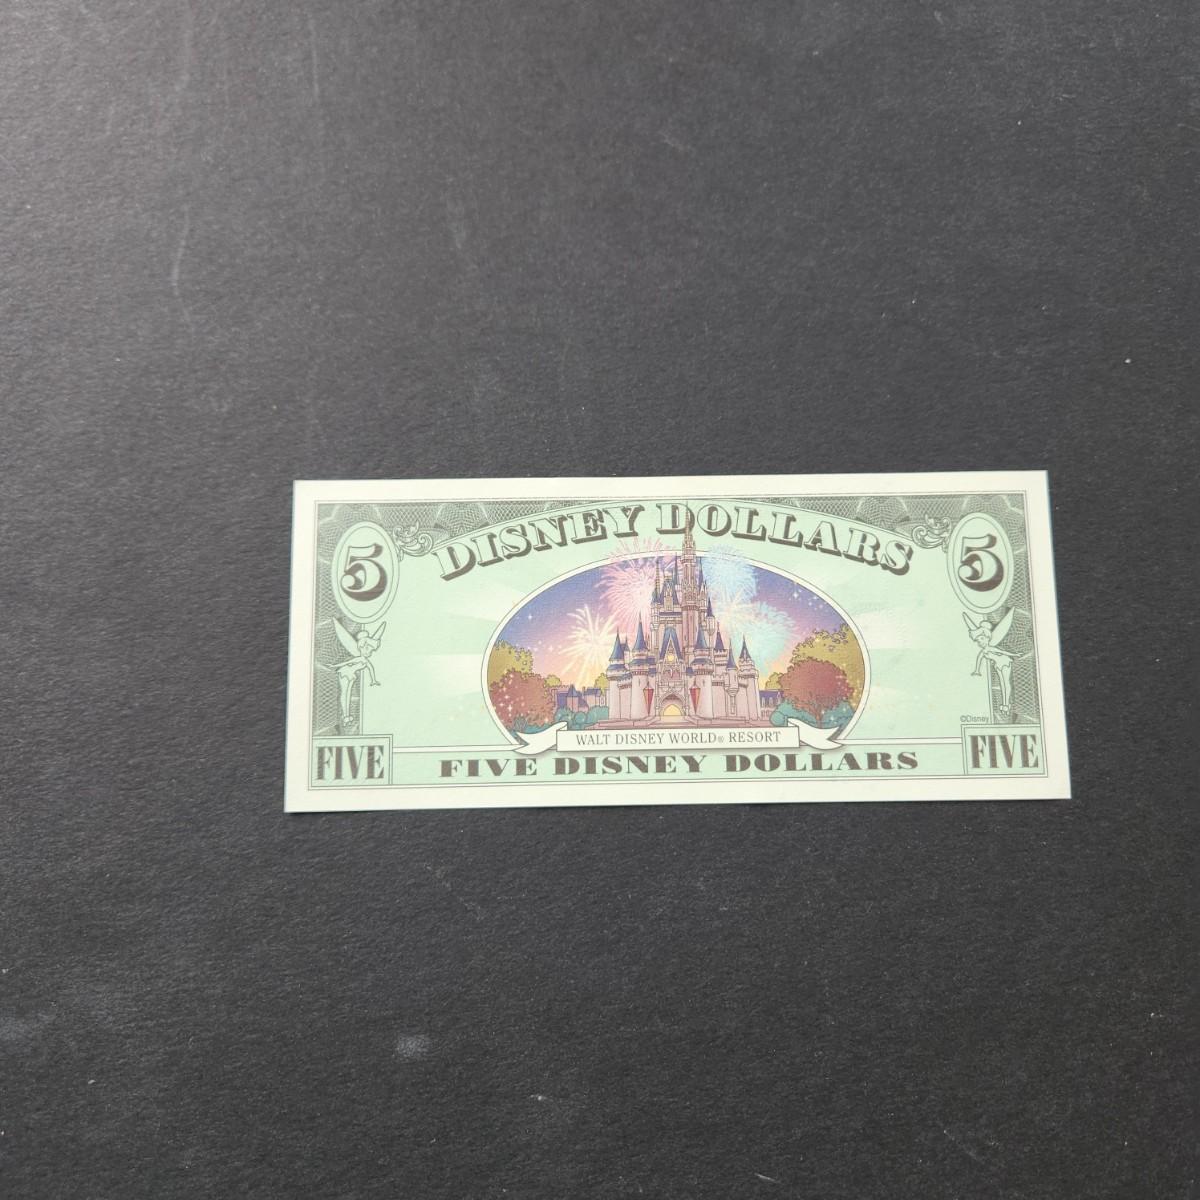 DISNEY DOLLARS
5 5
WALT DISNEY WORLD® RESORT
©Disney
FIVE FIVE DISNEY DOLLARS FIVE